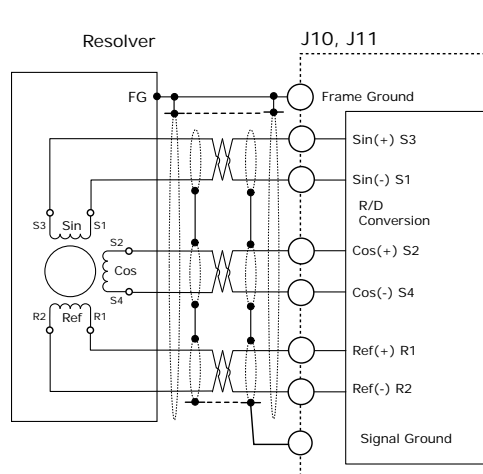 Resolver
J10, J11
FG
Frame Ground
Sin(+) S3
Sin(-) S1
R/D
Conversion
S3 Sin S1
S2
Cos(+) S2
Cos
S4
Cos(-) S4
R2 Ref R1
Ref(+) R1
Ref(-) R2
Signal Ground